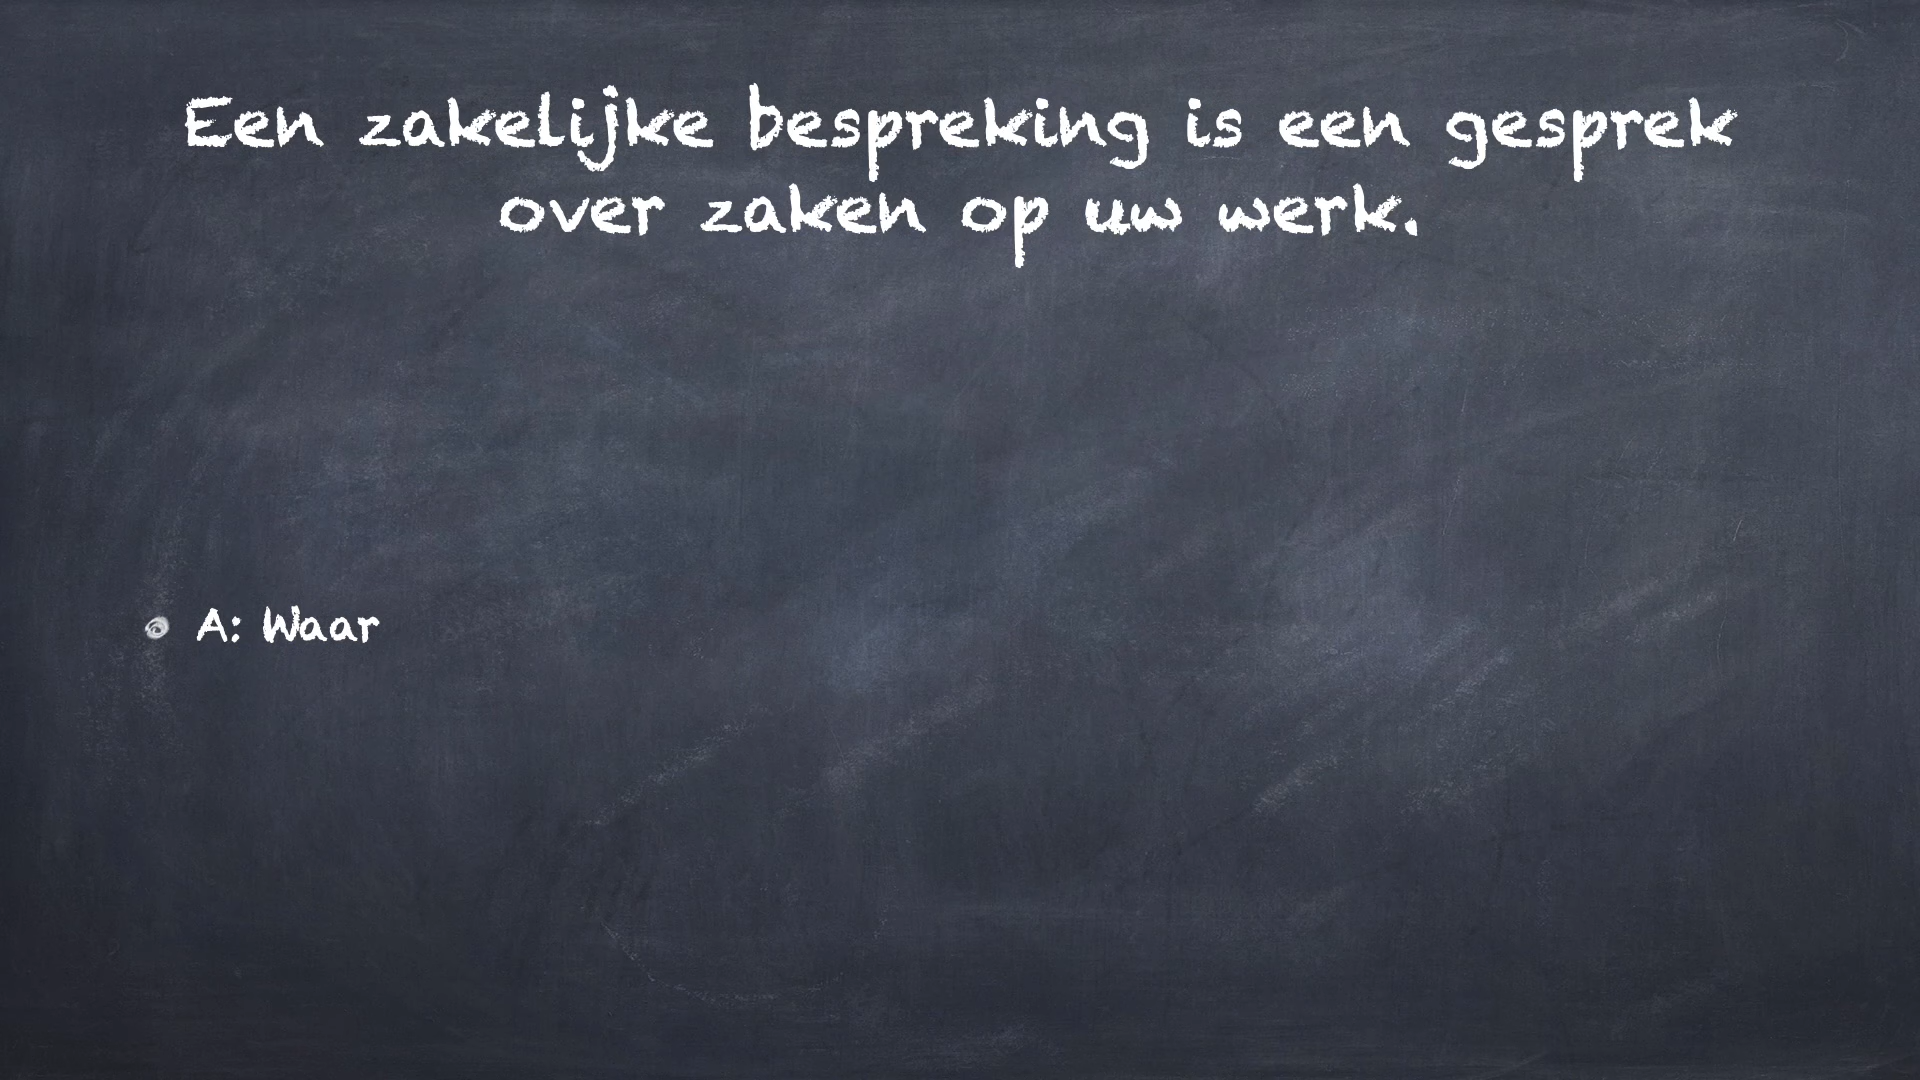 Een zakelijke bespreking is een gesprek
over zaken op uw werk.
A: Waar